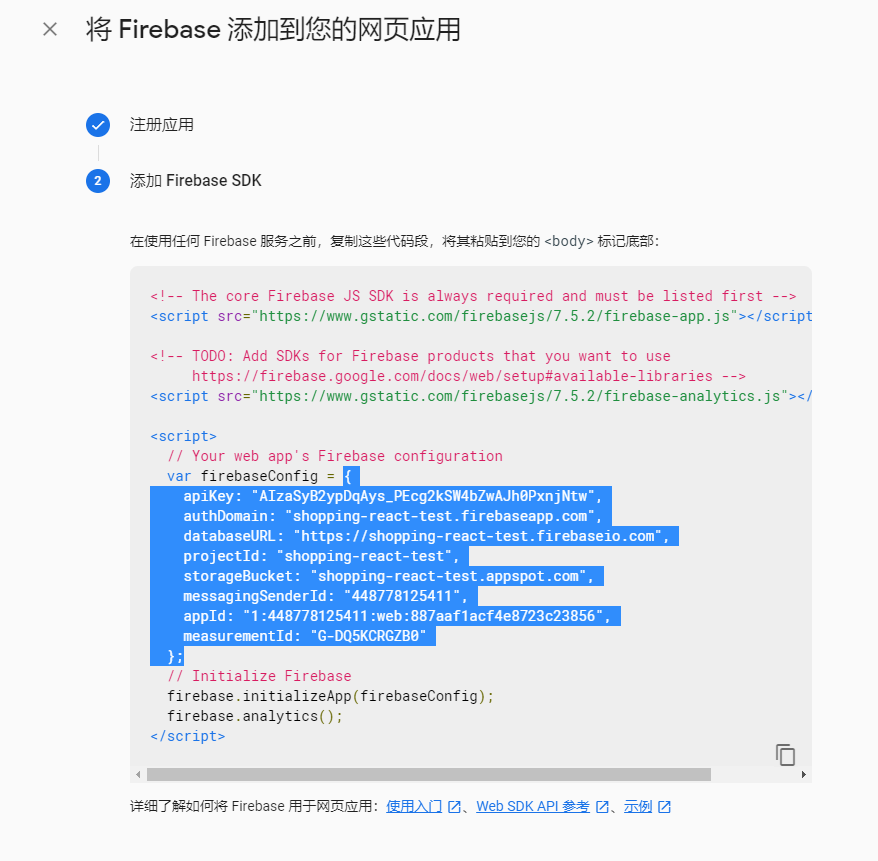 将 Firebase 添加到您的网页应用
注册应用
2 添加 Firebase SDK
在使用任何 Firebase 服务之前，复制这些代码段，将其粘贴到您的 <body> 标记底部：
<!-- The core Firebase JS SDK is always required and must be listed first -->
<script src="https://www.gstatic.com/firebasejs/7.5.2/firebase-app.js"></script
<!-- TODO: Add SDKs for Firebase products that you want to use
https://firebase.google.com/docs/web/setup#available-libraries -->
<script src="https://www.gstatic.com/firebasejs/7.5.2/firebase-analytics.js"></
<script>
// Your web app's Firebase configuration
var firebaseConfig = {
apiKey: "AIzaSyB2ypDqAys_PEcg2kSW4bZwAJh0PxnjNtw",
authDomain: "shopping-react-test.firebaseapp.com",
databaseURL: "https://shopping-react-test.firebaseio.com",
projectId: "shopping-react-test",
storageBucket: "shopping-react-test.appspot.com",
messagingSenderId: "448778125411",
appId: "1:448778125411:web:887aaf1acf4e8723c23856",
measurementId: "G-DQ5KCRGZB0"
};
// Initialize Firebase
firebase.initializeApp(firebaseConfig);
firebase.analytics();
</script>
详细了解如何将 Firebase 用于网页应用：使用入门、Web SDK API 参考、示例